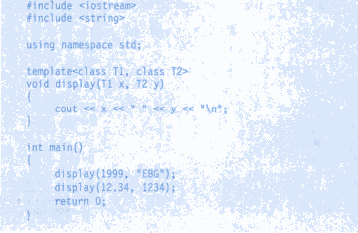 #include <iostream>
#include <string>
using namespace std;
template<class T1, class T2>
void display(T1 x, T2 y)
{
cout << x << " " << y << "\n";
}
int main()
{
display(1999, "EBG");
display(12.34, 1234);
return 0;
}